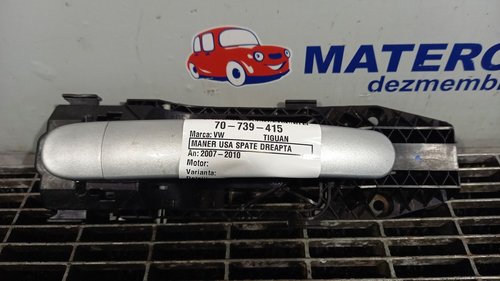 MATERO
dezmembr
70-739-415
Marca: VW TIGUAN
MANER USA SPATE DREAPTA
An: 2007-2010
Motor:
Varianta: